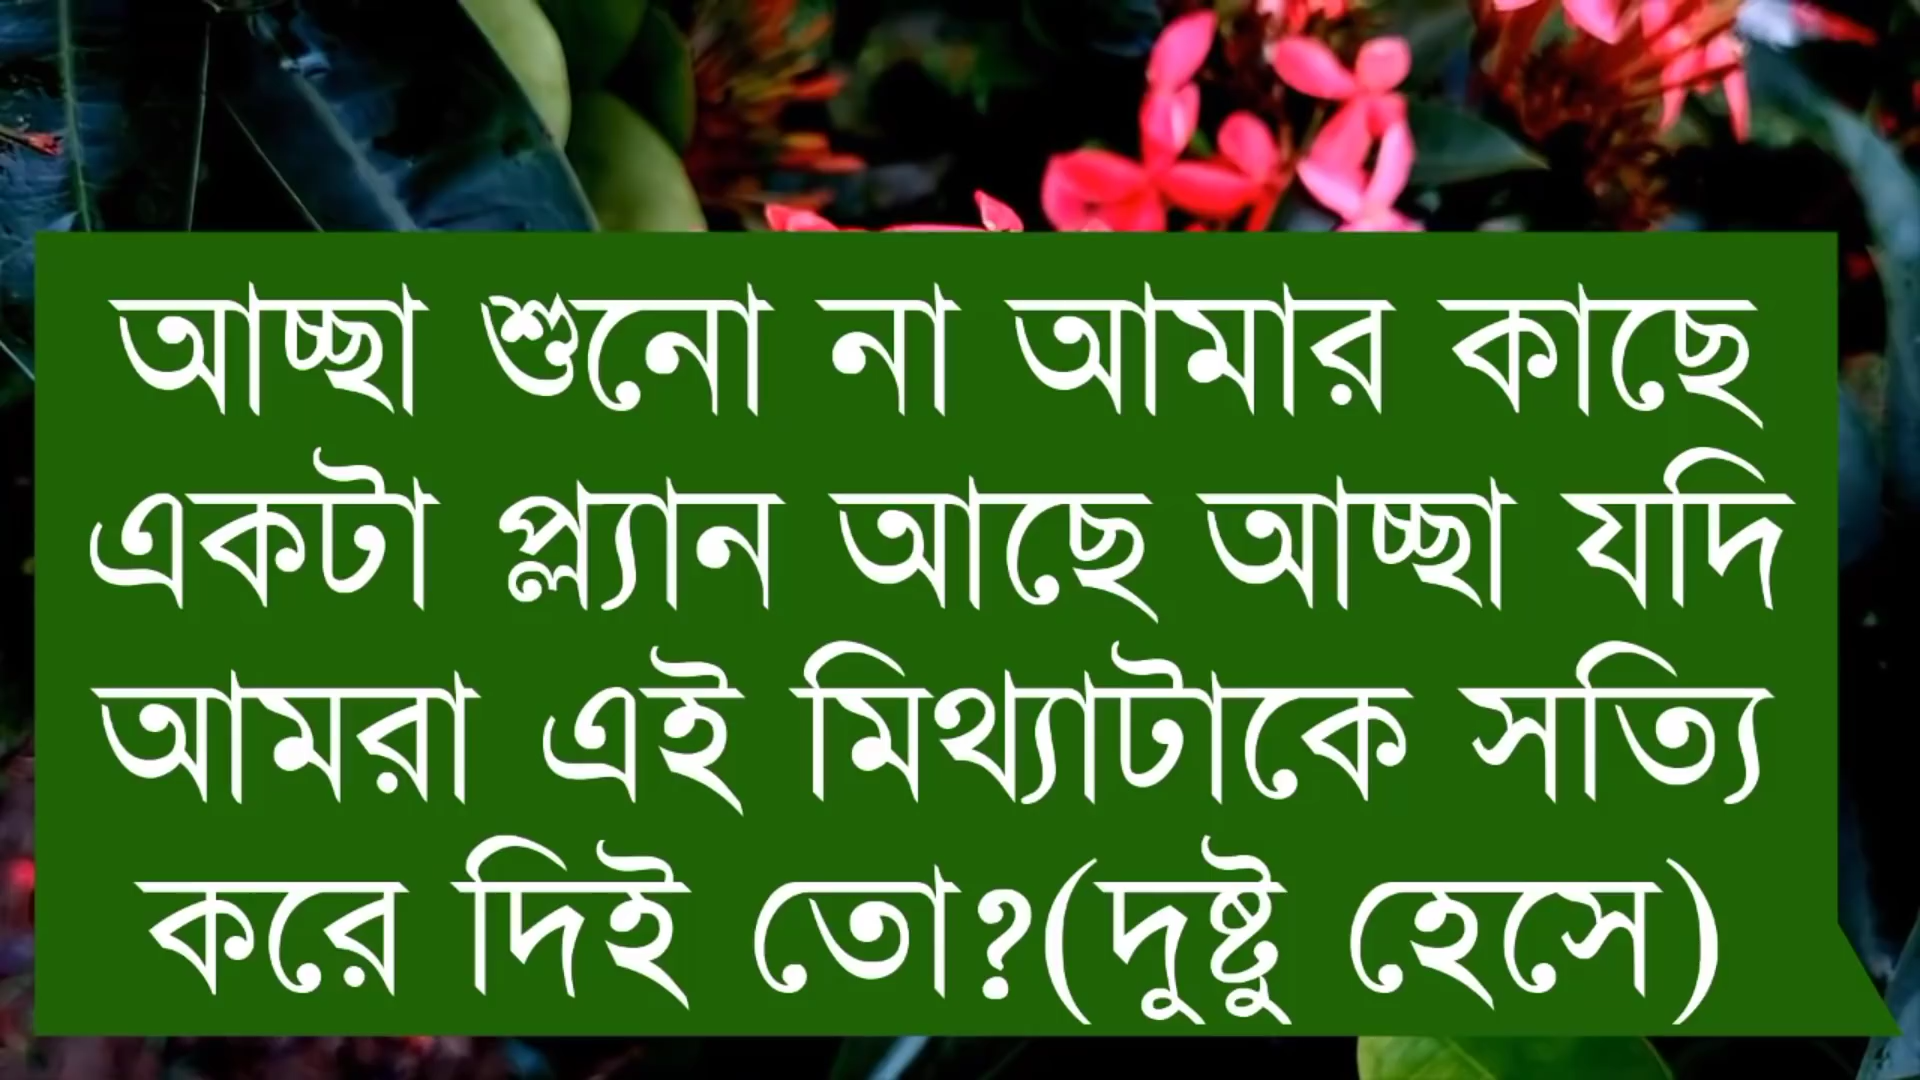 আচ্ছা শুনো না আমার কাছে
একটা প্ল্যান আছে আচ্ছা যদি
আমরা এই মিথ্যাটাকে সত্যি
করে দিই তো?(দুষ্টু হেসে)